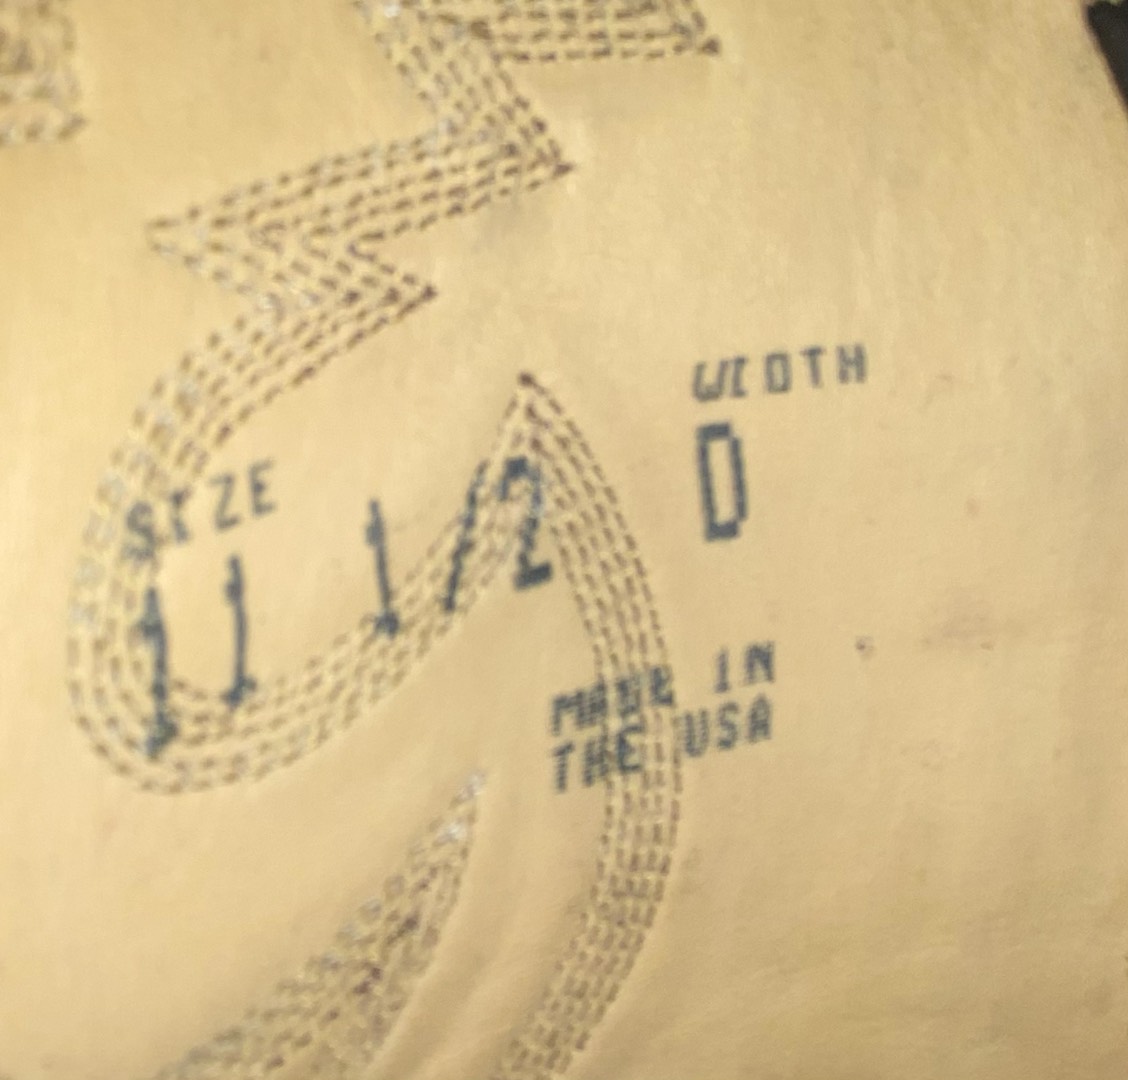 WIDTH
D
SIZE
11 1/2
MADE IN
THE USA